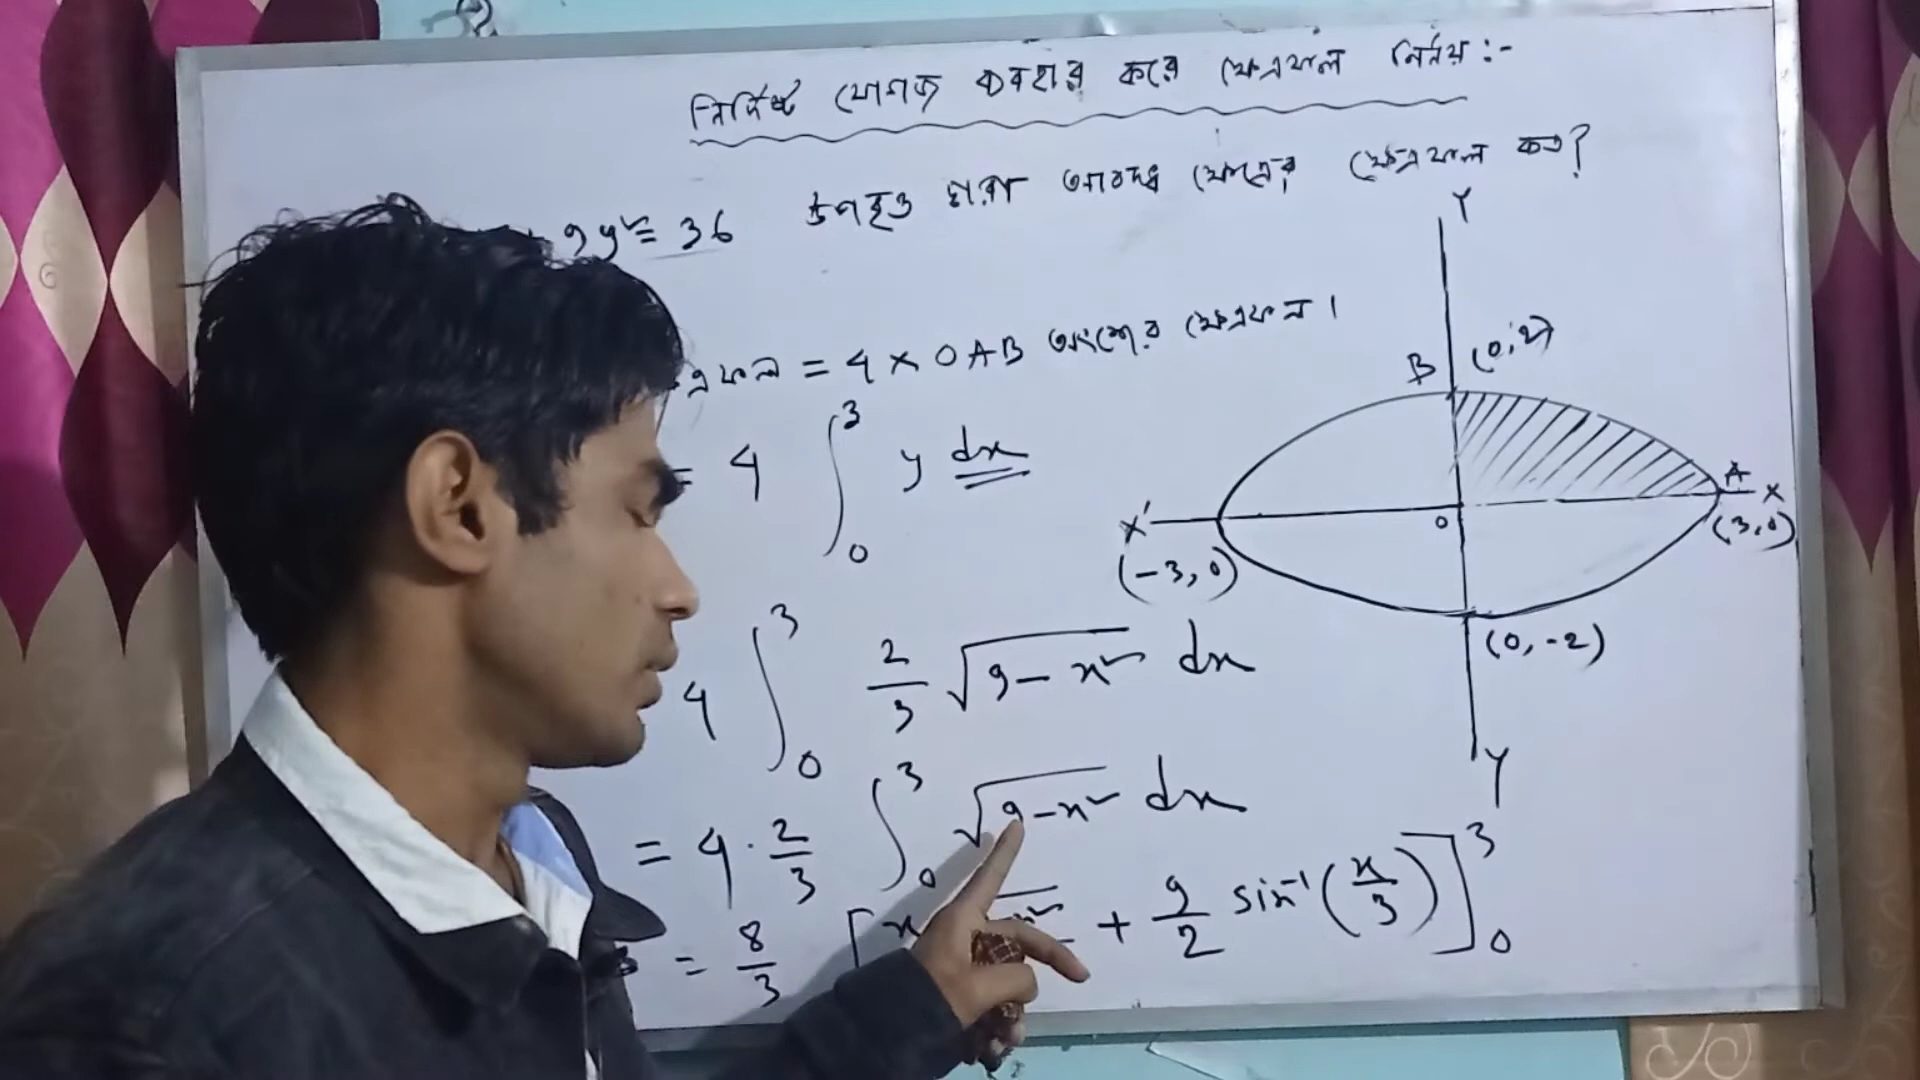 নির্দিষ্ট যোগজ ব্যবহার করে ক্ষেত্রফল নির্ণয় :-
+ 9y² = 36 উপবৃত্ত দ্বারা আবদ্ধ ক্ষেত্রের ক্ষেত্রফল কত?
= 4 × OAB অংশের ক্ষেত্রফল।
= 4 ∫₀³ y dx
4 ∫₀³ 2/3 √(9 - x²) dx
= 4 · 2/3 ∫₀³ √(9 - x²) dx
= 8/3 [ x + 9/2 sin⁻¹ (x/3) ]₀³
Y
B (0, 2)
A
X
X'
O
(3, 0)
(-3, 0)
(0, -2)
Y